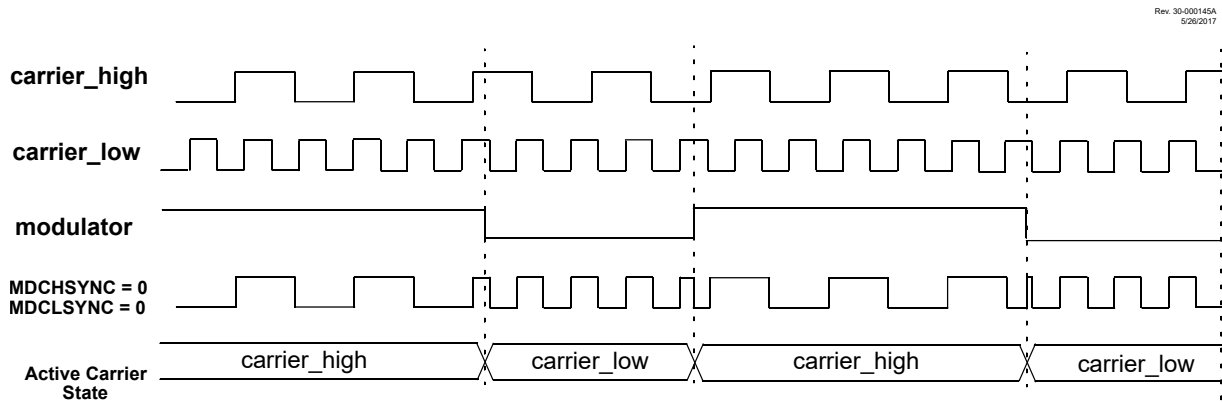 Rev. 30-000145A
5/26/2017
carrier_high
carrier_low
modulator
MDCHSYNC = 0
MDCLSYNC = 0
Active Carrier
State
carrier_high
carrier_low
carrier_high
carrier_low